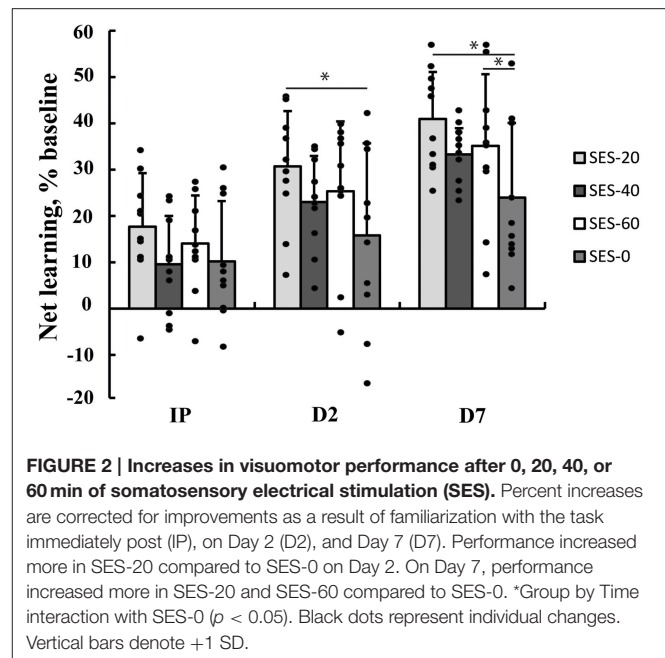 60
50
40
30
20
10
0
-10
-20
Net learning, % baseline
*
* 
*
SES-20
SES-40
SES-60
SES-0
IP D2 D7
FIGURE 2 | Increases in visuomotor performance after 0, 20, 40, or
60 min of somatosensory electrical stimulation (SES). Percent increases
are corrected for improvements as a result of familiarization with the task
immediately post (IP), on Day 2 (D2), and Day 7 (D7). Performance increased
more in SES-20 compared to SES-0 on Day 2. On Day 7, performance
increased more in SES-20 and SES-60 compared to SES-0. *Group by Time
interaction with SES-0 (p < 0.05). Black dots represent individual changes.
Vertical bars denote +1 SD.